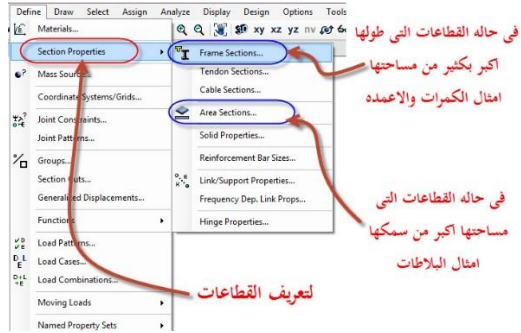 Define Draw Select Assign Analyze Display Design Options Tools
Materials...
xy xz yz nv
Section Properties
Frame Sections...
فى حاله القطاعات التى طولها
اكبر بكثير من مساحتها
امثال الكمرات والاعمده
Tendon Sections...
Mass Source...
Cable Sections...
Coordinate Systems/Grids...
Area Sections...
Joint Constraints...
Solid Properties...
Joint Patterns...
Reinforcement Bar Sizes...
Groups...
Link/Support Properties...
Section Cuts...
Frequency Dep. Link Props...
Generalized Displacements...
Hinge Properties...
فى حاله القطاعات التى
مساحتها اكبر من سمكها
امثال البلاطات
Functions
Load Patterns...
Load Cases...
Load Combinations...
لتعريف القطاعات
Moving Loads
Named Property Sets